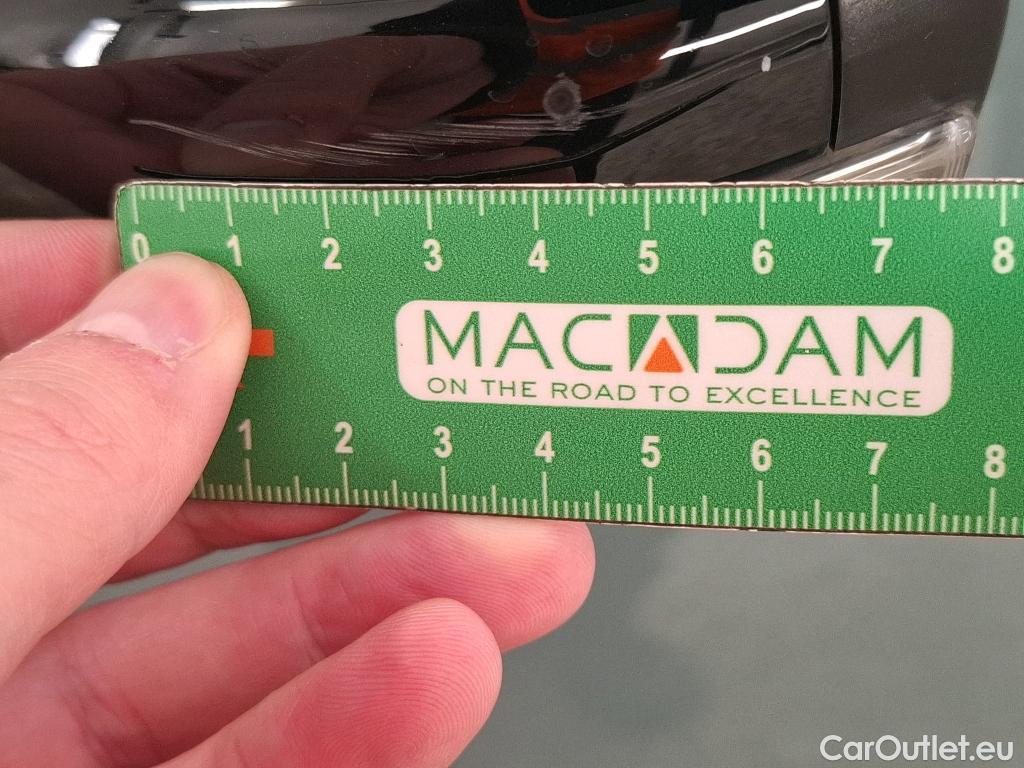 0 1 2 3 4 5 6 7 8
MACADAM
ON THE ROAD TO EXCELLENCE
1 2 3 4 5 6 7 8
CarOutlet.eu